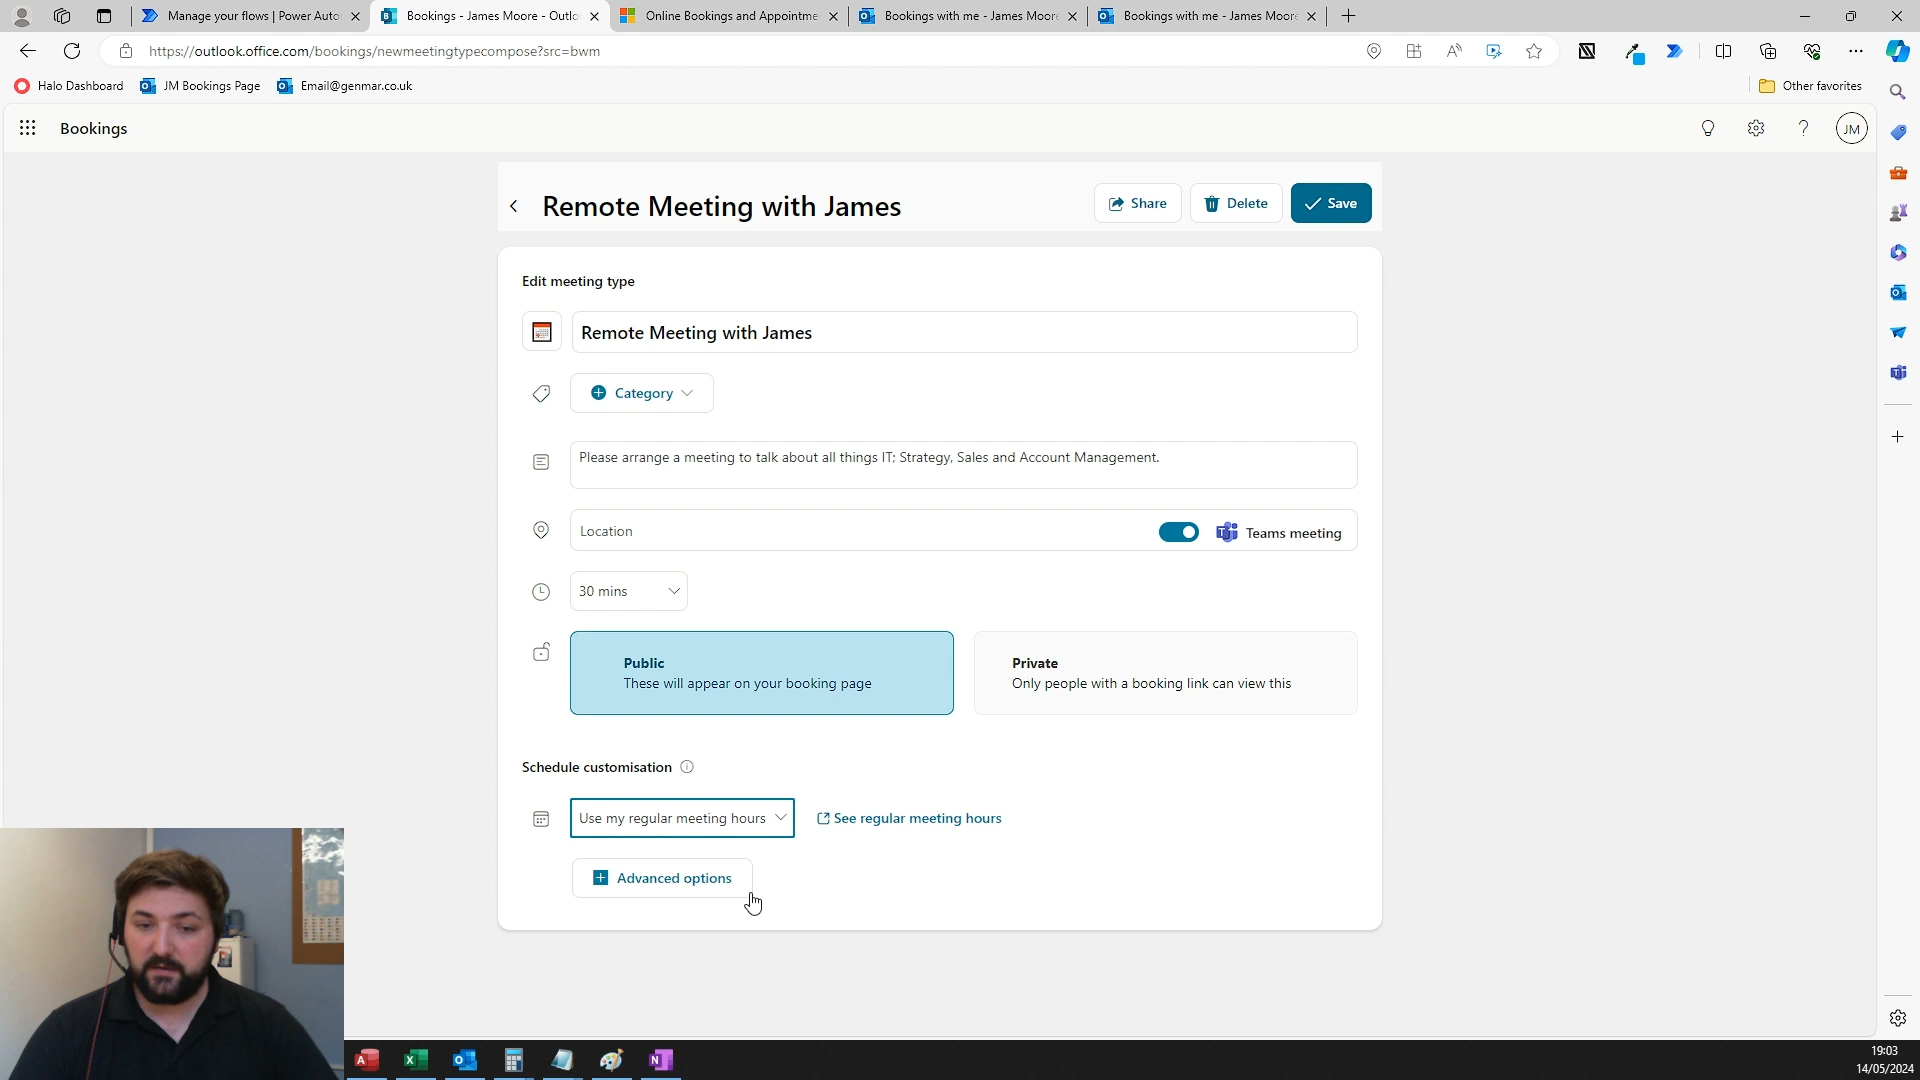 Manage your flows | Power Auto
Bookings - James Moore - Outlo
Online Bookings and Appointme
Bookings with me - James Moore
Bookings with me - James Moore
https://outlook.office.com/bookings/newmeetingtypecompose?src=bwm
Halo Dashboard
JM Bookings Page
Email@genmar.co.uk
Other favorites
Bookings
JM
Remote Meeting with James
Share
Delete
Save
Edit meeting type
Remote Meeting with James
Category
Please arrange a meeting to talk about all things IT; Strategy, Sales and Account Management.
Location
Teams meeting
30 mins
Public
These will appear on your booking page
Private
Only people with a booking link can view this
Schedule customisation
Use my regular meeting hours
See regular meeting hours
Advanced options
19:03
14/05/2024